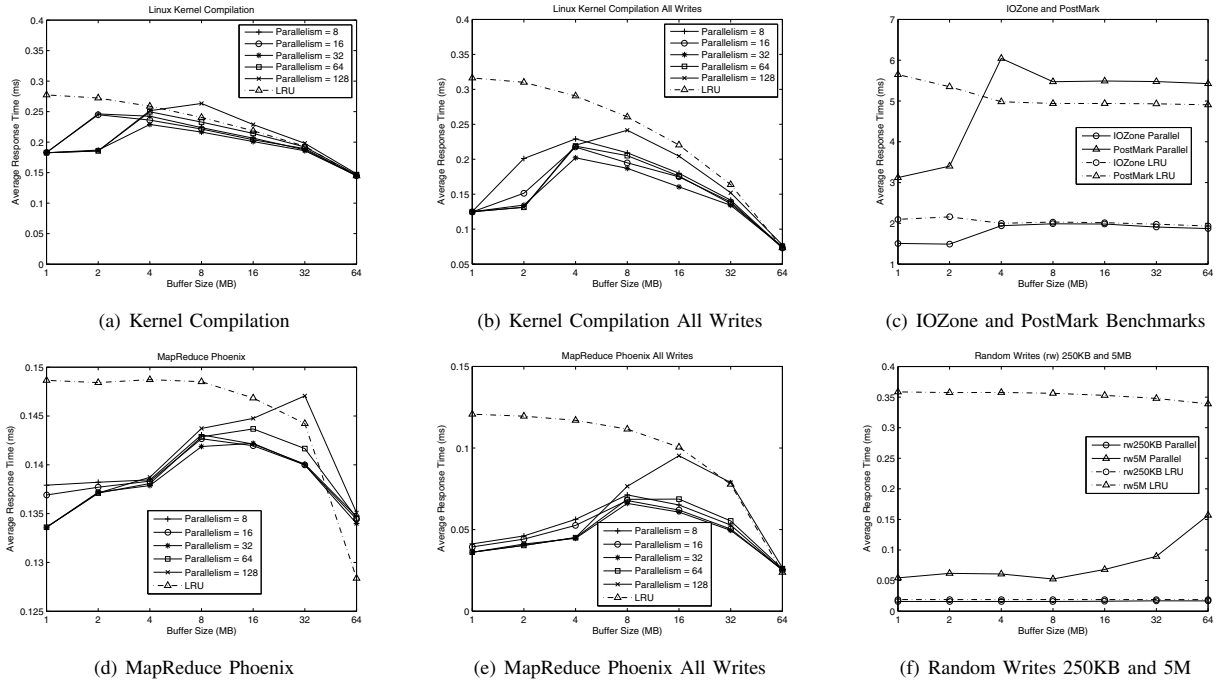 Linux Kernel Compilation
0.4
0.35
0.3
0.25
0.2
0.15
0.1
0.05
0
Average Response Time (ms)
Parallelism = 8
Parallelism = 16
Parallelism = 32
Parallelism = 64
Parallelism = 128
LRU
1 2 4 8 16 32 64
Buffer Size (MB)
(a) Kernel Compilation
Linux Kernel Compilation All Writes
0.4
0.35
0.3
0.25
0.2
0.15
0.1
0.05
Average Response Time (ms)
Parallelism = 8
Parallelism = 16
Parallelism = 32
Parallelism = 64
Parallelism = 128
LRU
1 2 4 8 16 32 64
Buffer Size (MB)
(b) Kernel Compilation All Writes
IOZone and PostMark
7
6
5
4
3
2
1
Average Response Time (ms)
IOZone Parallel
PostMark Parallel
IOZone LRU
PostMark LRU
1 2 4 8 16 32 64
Buffer Size (MB)
(c) IOZone and PostMark Benchmarks
MapReduce Phoenix
0.15
0.145
0.14
0.135
0.13
0.125
Average Response Time (ms)
Parallelism = 8
Parallelism = 16
Parallelism = 32
Parallelism = 64
Parallelism = 128
LRU
1 2 4 8 16 32 64
Buffer Size (MB)
(d) MapReduce Phoenix
MapReduce Phoenix All Writes
0.15
0.1
0.05
0
Average Response Time (ms)
Parallelism = 8
Parallelism = 16
Parallelism = 32
Parallelism = 64
Parallelism = 128
LRU
1 2 4 8 16 32 64
Buffer Size (MB)
(e) MapReduce Phoenix All Writes
Random Writes (rw) 250KB and 5MB
0.4
0.35
0.3
0.25
0.2
0.15
0.1
0.05
0
Average Response Time (ms)
rw250KB Parallel
rw5M Parallel
rw250KB LRU
rw5M LRU
1 2 4 8 16 32 64
Buffer Size (MB)
(f) Random Writes 250KB and 5M